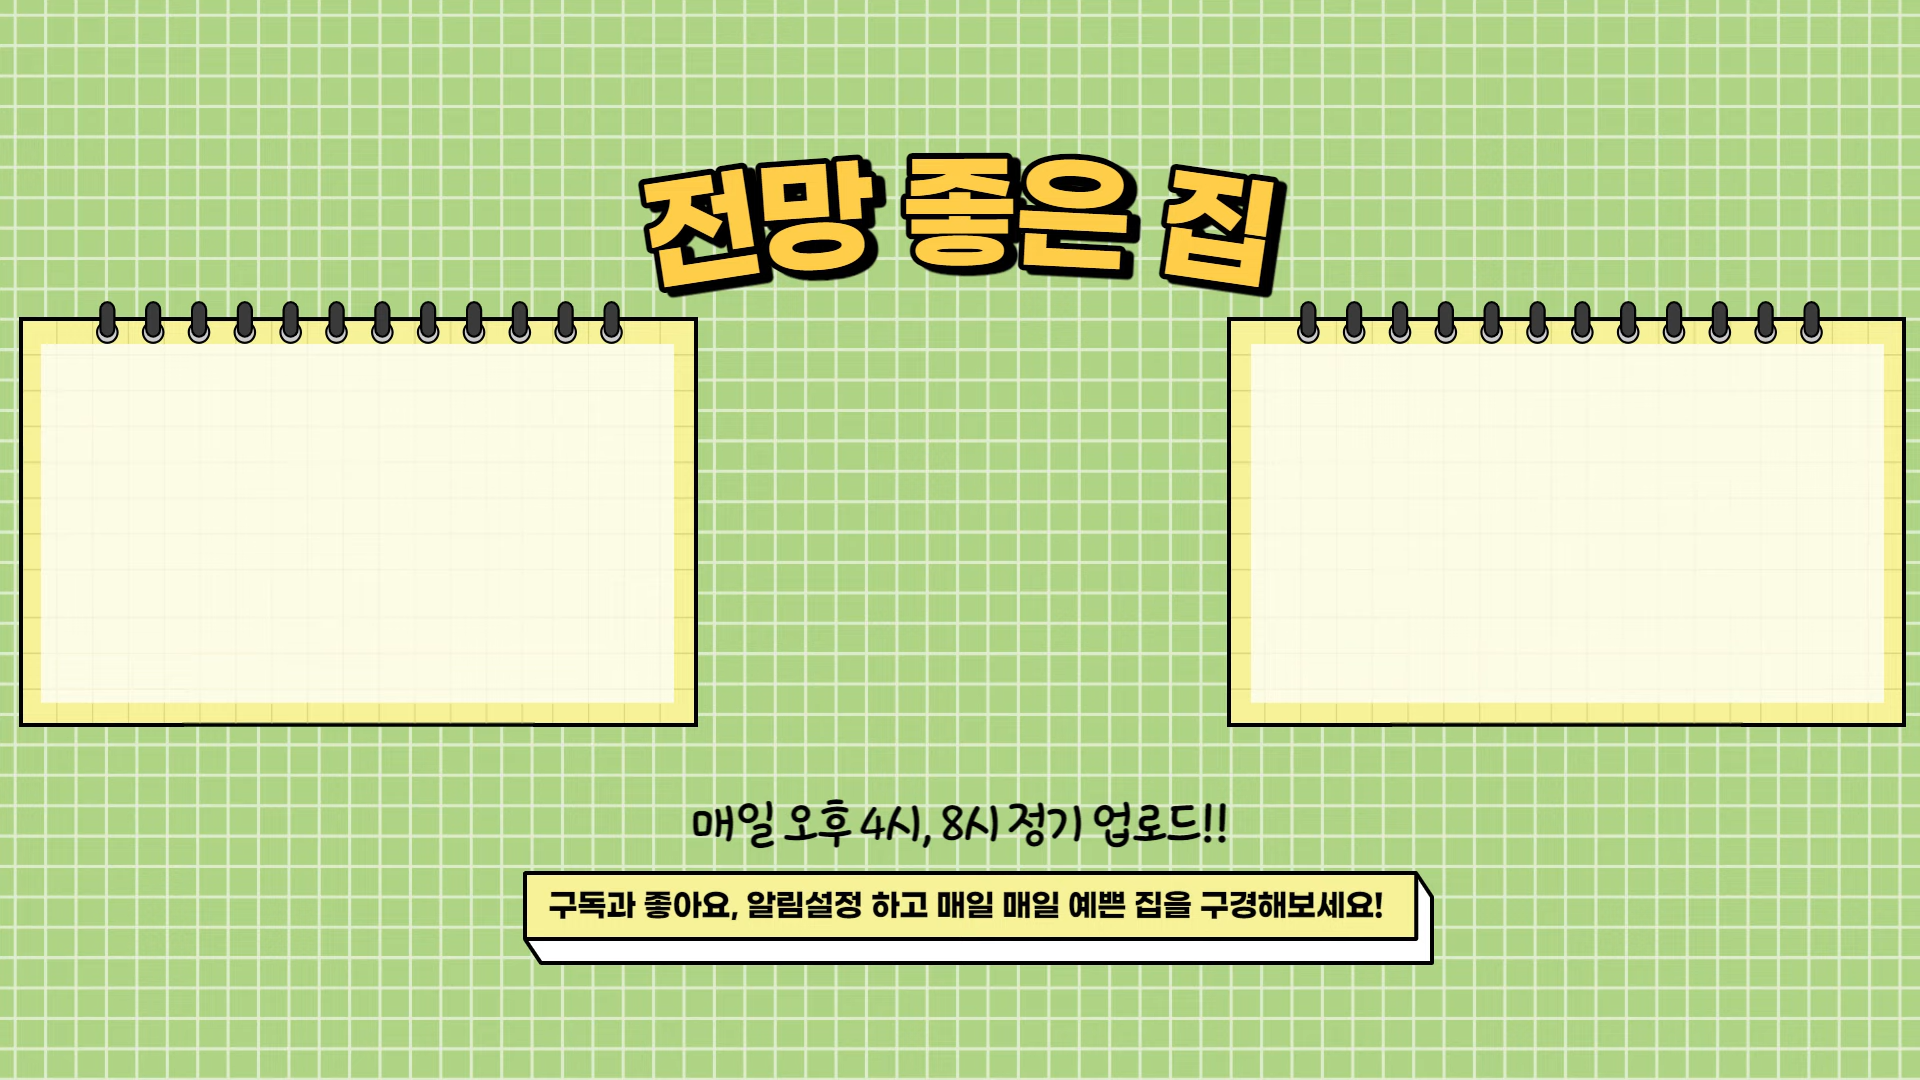 전망 좋은 집
매일 오후 4시, 8시 정기 업로드!!
구독과 좋아요, 알림설정 하고 매일 매일 예쁜 집을 구경해보세요!